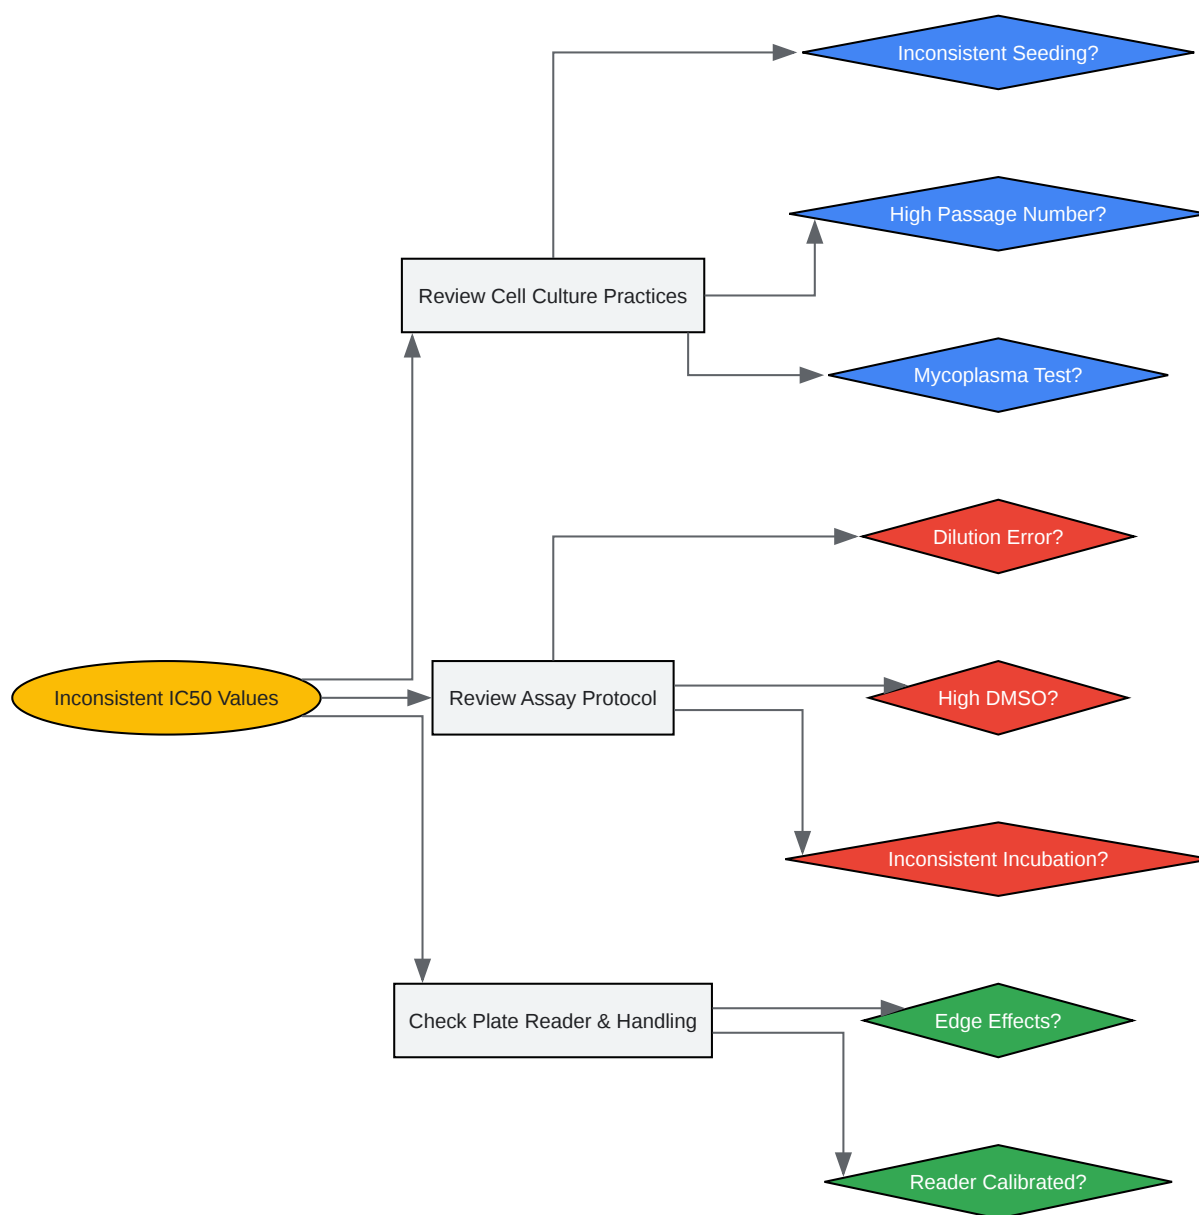 Inconsistent Seeding?
High Passage Number?
Review Cell Culture Practices
Mycoplasma Test?
Dilution Error?
Inconsistent IC50 Values
Review Assay Protocol
High DMSO?
Inconsistent Incubation?
Check Plate Reader & Handling
Edge Effects?
Reader Calibrated?